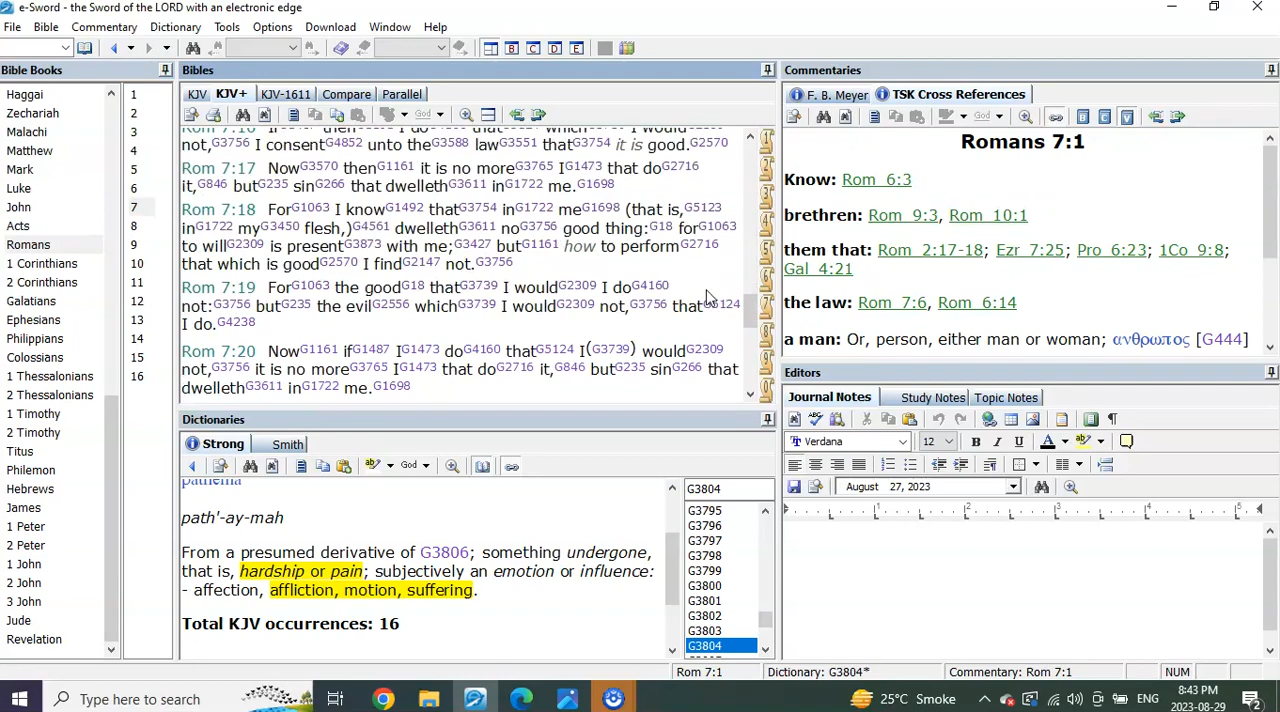 e-Sword - the Sword of the LORD with an electronic edge
File Bible Commentary Dictionary Tools Options Download Window Help
B C D E
Bible Books
Haggai
Zechariah
Malachi
Matthew
Mark
Luke
John
Acts
Romans
1 Corinthians
2 Corinthians
Galatians
Ephesians
Philippians
Colossians
1 Thessalonians
2 Thessalonians
1 Timothy
2 Timothy
Titus
Philemon
Hebrews
James
1 Peter
2 Peter
1 John
2 John
3 John
Jude
Revelation
1
2
3
4
5
6
7
8
9
10
11
12
13
14
15
16
Bibles
KJV KJV+ KJV-1611 Compare Parallel
God
not,G3756 I consentG4852 unto theG3588 lawG3551 thatG3754 it is good.G2570
Rom 7:17 NowG3570 thenG1161 it is no moreG3765 IG1473 that doG2716
it,G846 butG235 sinG266 that dwellethG3611 inG1722 me.G1698
Rom 7:18 ForG1063 I knowG1492 thatG3754 inG1722 meG1698 (that is,G5123
inG1722 myG3450 flesh,)G4561 dwellethG3611 noG3756 good thing:G18 forG1063
to willG2309 is presentG3873 with me;G3427 butG1161 how to performG2716
that which is goodG2570 I findG2147 not.G3756
Rom 7:19 ForG1063 the goodG18 thatG3739 I wouldG2309 I doG4160
not:G3756 butG235 the evilG2556 whichG3739 I wouldG2309 not,G3756 thatG5124
I do.G4238
Rom 7:20 NowG1161 ifG1487 IG1473 doG4160 thatG5124 I(G3739) wouldG2309
not,G3756 it is no moreG3765 IG1473 that doG2716 it,G846 butG235 sinG266 that
dwellethG3611 inG1722 me.G1698
Dictionaries
Strong Smith
God
path'-ay-mah
From a presumed derivative of G3806; something undergone,
that is, hardship or pain; subjectively an emotion or influence:
- affection, affliction, motion, suffering.
Total KJV occurrences: 16
G3804
G3795
G3796
G3797
G3798
G3799
G3800
G3801
G3802
G3803
G3804
Commentaries
F. B. Meyer TSK Cross References
God
B C V
Romans 7:1
Know: Rom 6:3
brethren: Rom 9:3, Rom 10:1
them that: Rom 2:17-18; Ezr 7:25; Pro 6:23; 1Co 9:8;
Gal 4:21
the law: Rom 7:6, Rom 6:14
a man: Or, person, either man or woman; ανθρωπος [G444]
Editors
Journal Notes Study Notes Topic Notes
Verdana 12 B I U A
August 27, 2023
1 2 3 4 5
Rom 7:1 Dictionary: G3804* Commentary: Rom 7:1 NUM
Type here to search
25°C Smoke
ENG
8:43 PM
2023-08-29
2